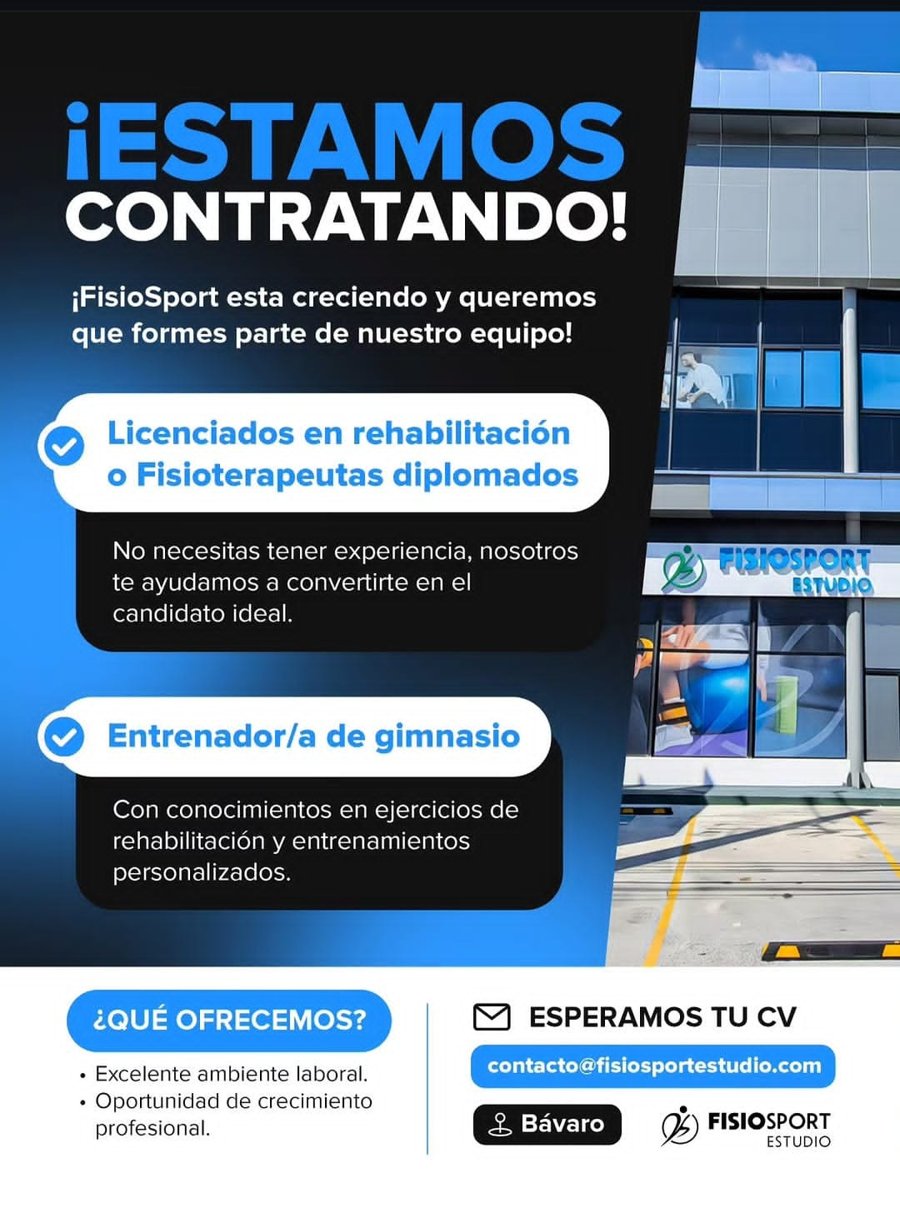 ¡ESTAMOS
CONTRATANDO!
¡FisioSport esta creciendo y queremos
que formes parte de nuestro equipo!
Licenciados en rehabilitación
o Fisioterapeutas diplomados
No necesitas tener experiencia, nosotros
te ayudamos a convertirte en el
candidato ideal.
FISIOSPORT
ESTUDIO
Entrenador/a de gimnasio
Con conocimientos en ejercicios de
rehabilitación y entrenamientos
personalizados.
¿QUÉ OFRECEMOS?
• Excelente ambiente laboral.
• Oportunidad de crecimiento
profesional.
ESPERAMOS TU CV
contacto@fisiosportestudio.com
Bávaro
FISIOSPORT
ESTUDIO